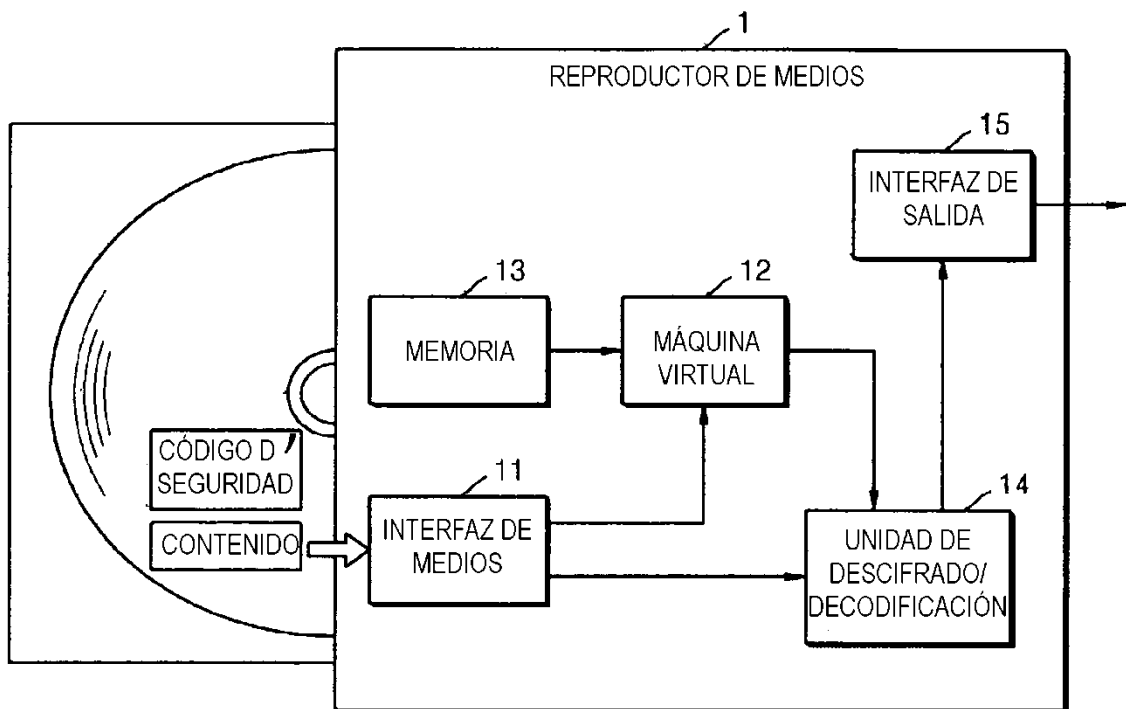 1
REPRODUCTOR DE MEDIOS
15
INTERFAZ DE
SALIDA
13
MEMORIA
12
MÁQUINA
VIRTUAL
CÓDIGO D'
SEGURIDAD
CONTENIDO
11
INTERFAZ DE
MEDIOS
14
UNIDAD DE
DESCIFRADO/
DECODIFICACIÓN